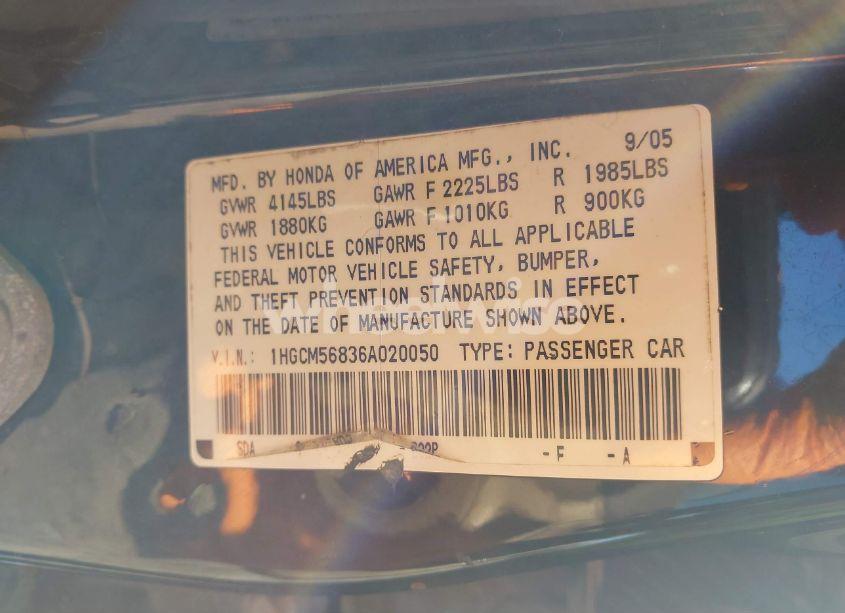 9/05
MFD. BY HONDA OF AMERICA MFG., INC.
GVWR 4145LBS GAWR F 2225LBS R 1985LBS
GVWR 1880KG GAWR F 1010KG R 900KG
THIS VEHICLE CONFORMS TO ALL APPLICABLE
FEDERAL MOTOR VEHICLE SAFETY, BUMPER,
AND THEFT PREVENTION STANDARDS IN EFFECT
ON THE DATE OF MANUFACTURE SHOWN ABOVE.
wheelwise
V.I.N.: 1HGCM56836A020050 TYPE: PASSENGER CAR
SDA -F -A